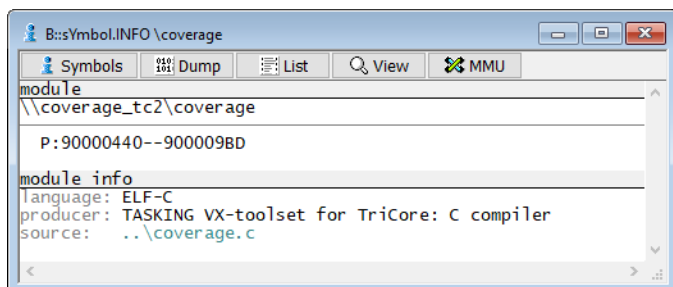 B::sYmbol.INFO \coverage
Symbols Dump List View MMU
module
\\coverage_tc2\coverage
P:90000440--900009BD
module info
language: ELF-C
producer: TASKING VX-toolset for TriCore: C compiler
source: ..\coverage.c